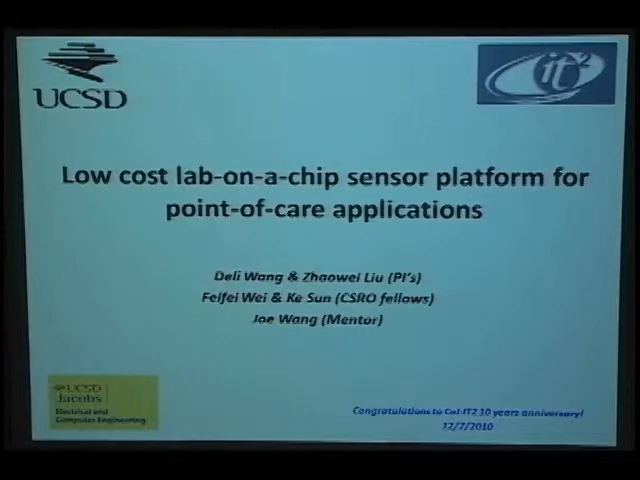 UCSD
it²
Low cost lab-on-a-chip sensor platform for
point-of-care applications
Deli Wang & Zhaowei Liu (PI's)
Feifei Wei & Ke Sun (CSRO fellows)
Joe Wang (Mentor)
UCSD
Jacobs
Electrical and
Computer Engineering
Congratulations to Cal-IT2 10 years anniversary!
12/7/2010